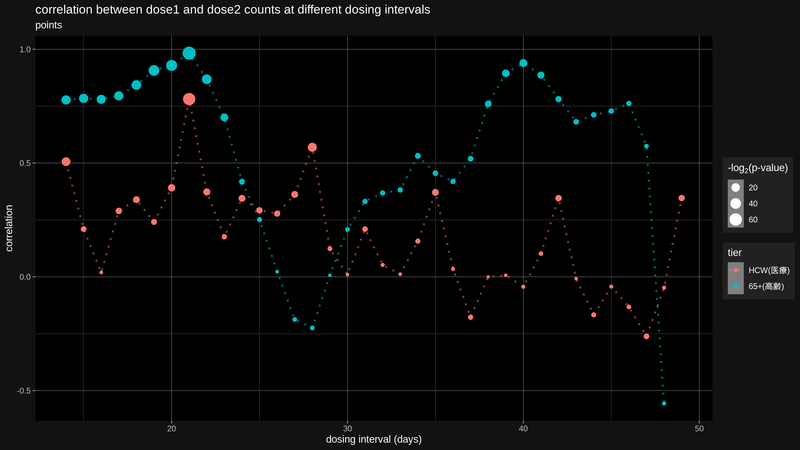 correlation between dose1 and dose2 counts at different dosing intervals
points
1.0
0.5
0.0
-0.5
correlation
20
30
40
50
dosing interval (days)
-log₂(p-value)
20
40
60
tier
HCW(医療)
65+(高齢)